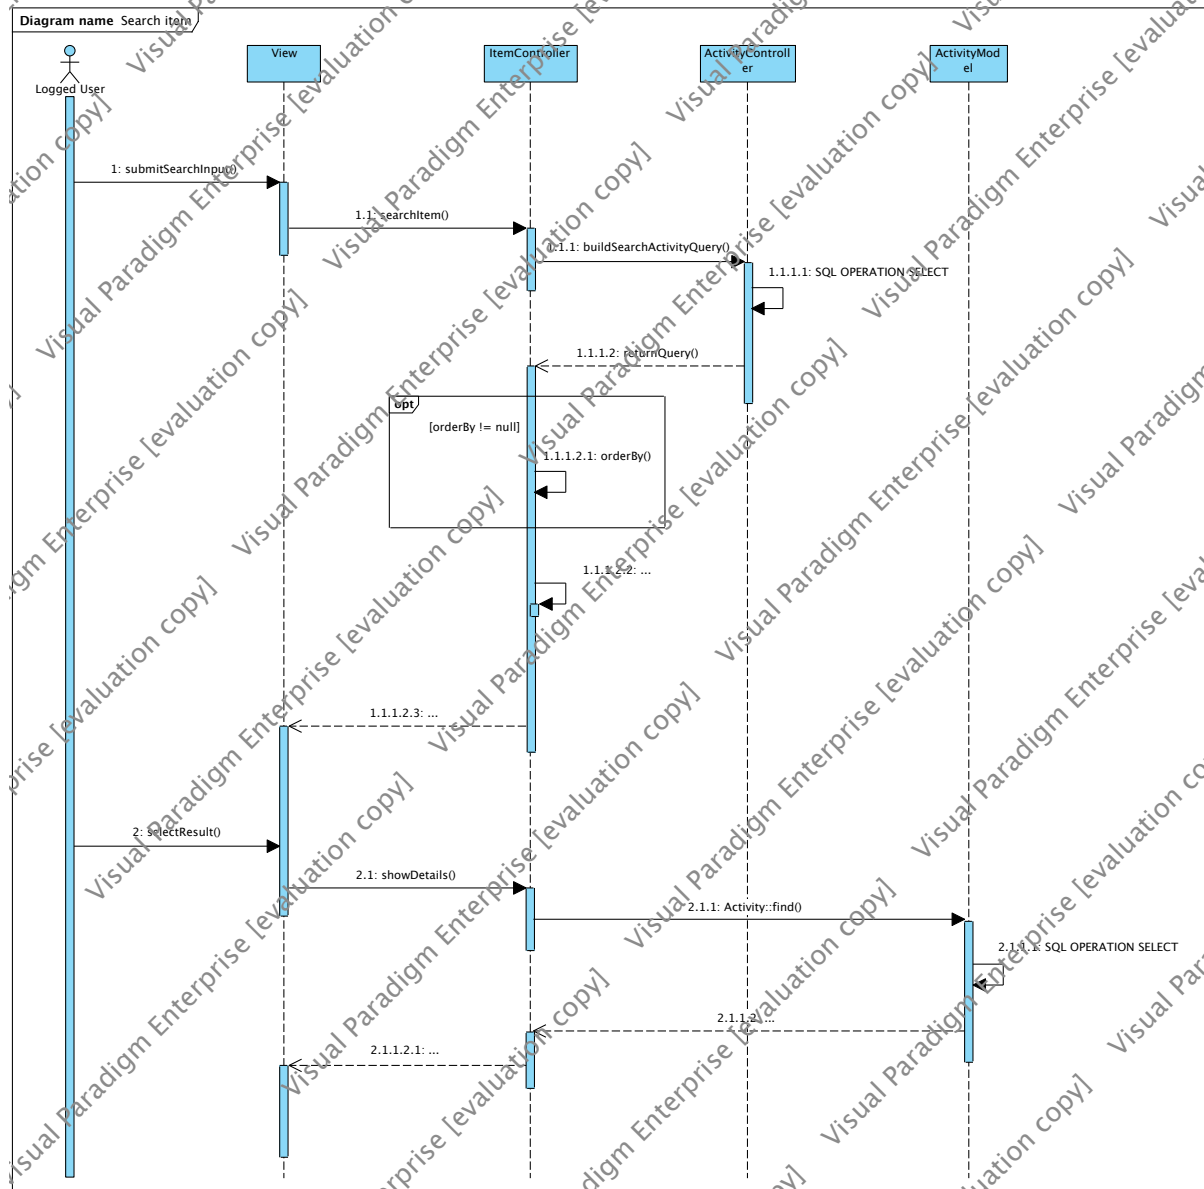 Diagram name Search item
Logged User
View
ItemController
ActivityControll
er
ActivityMod
el
1: submitSearchInput()
1.1: searchItem()
1.1.1: buildSearchActivityQuery()
1.1.1.1: SQL OPERATION SELECT
1.1.1.2: returnQuery()
opt
[orderBy != null]
1.1.1.2.1: orderBy()
1.1.1.2.2: ...
1.1.1.2.3: ...
2: selectResult()
2.1: showDetails()
2.1.1: Activity::find()
2.1.1.1: SQL OPERATION SELECT
2.1.1.2: ...
2.1.1.2.1: ...
Visual Paradigm Enterprise [evaluation copy]